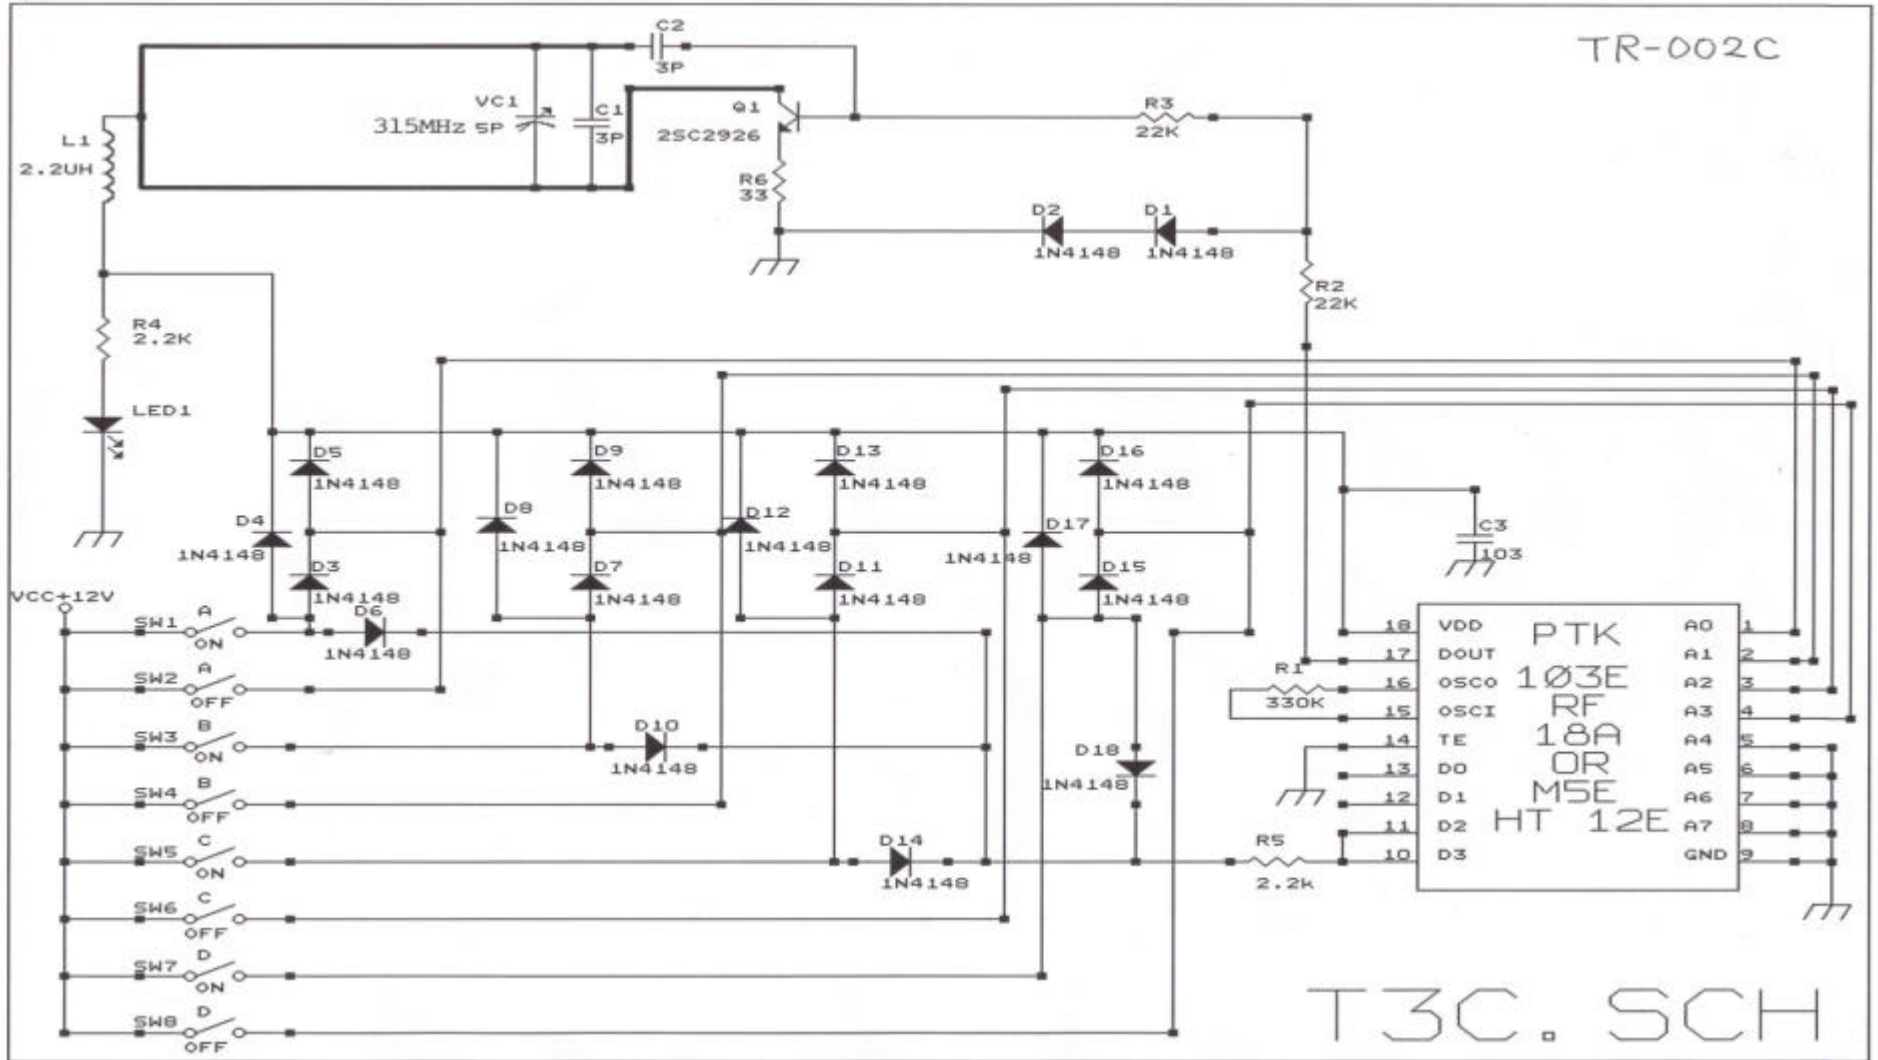 TR-002C
C2
3P
VC1
315MHz 5P
C1
3P
Q1
2SC2926
R3
22K
L1
2.2UH
R6
33
D2
1N4148
D1
1N4148
R2
22K
R4
2.2K
LED1
D5
1N4148
D9
1N4148
D13
1N4148
D16
1N4148
D4
1N4148
D8
1N4148
D12
1N4148
D17
1N4148
C3
103
D3
1N4148
D7
1N4148
D11
1N4148
D15
1N4148
VCC+12V
SW1
A
ON
D6
1N4148
SW2
A
OFF
SW3
B
ON
D10
1N4148
SW4
B
OFF
SW5
C
ON
D14
1N4148
SW6
C
OFF
SW7
D
ON
SW8
D
OFF
D18
1N4148
R1
330K
R5
2.2k
18 VDD
17 DOUT
16 OSCO
15 OSCI
14 TE
13 D0
12 D1
11 D2
10 D3
PTK
103E
RF
18A
OR
M5E
HT 12E
A0 1
A1 2
A2 3
A3 4
A4 5
A5 6
A6 7
A7 8
GND 9
T3C.SCH